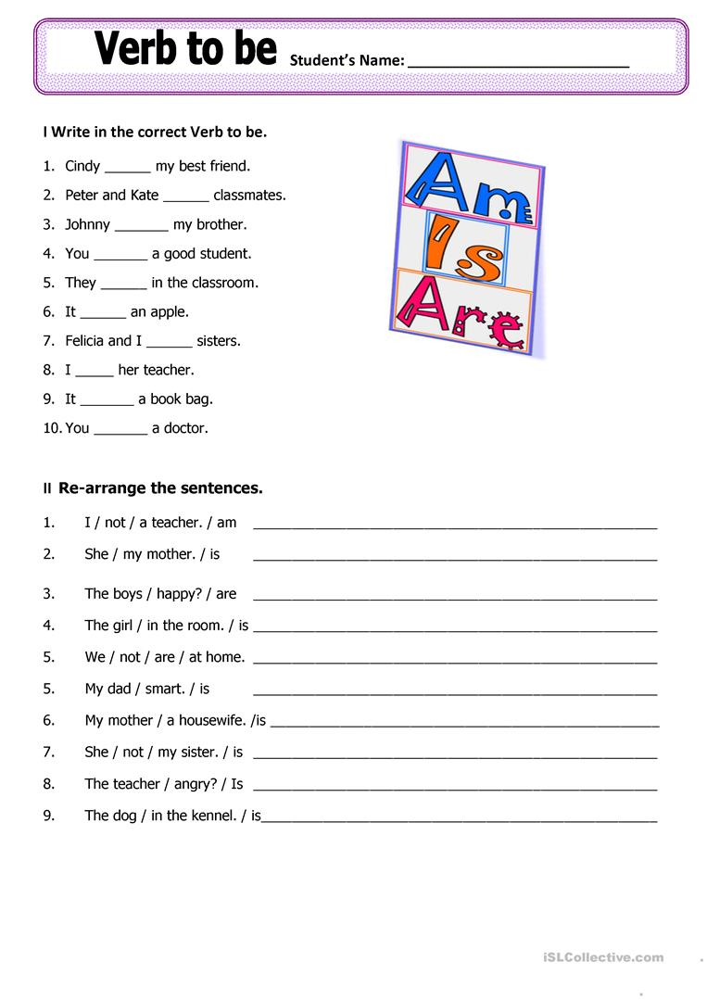 Verb to be Student's Name: ____________________________
I Write in the correct Verb to be.
1. Cindy ______ my best friend.
2. Peter and Kate ______ classmates.
3. Johnny _______ my brother.
4. You _______ a good student.
5. They ______ in the classroom.
6. It ______ an apple.
7. Felicia and I ______ sisters.
8. I _____ her teacher.
9. It _______ a book bag.
10. You _______ a doctor.
Am
Is
Are
II Re-arrange the sentences.
1. I / not / a teacher. / am ____________________________________________________
2. She / my mother. / is ____________________________________________________
3. The boys / happy? / are ____________________________________________________
4. The girl / in the room. / is ____________________________________________________
5. We / not / are / at home. ____________________________________________________
5. My dad / smart. / is ____________________________________________________
6. My mother / a housewife. /is __________________________________________________
7. She / not / my sister. / is ____________________________________________________
8. The teacher / angry? / Is ____________________________________________________
9. The dog / in the kennel. / is___________________________________________________
iSLCollective.com